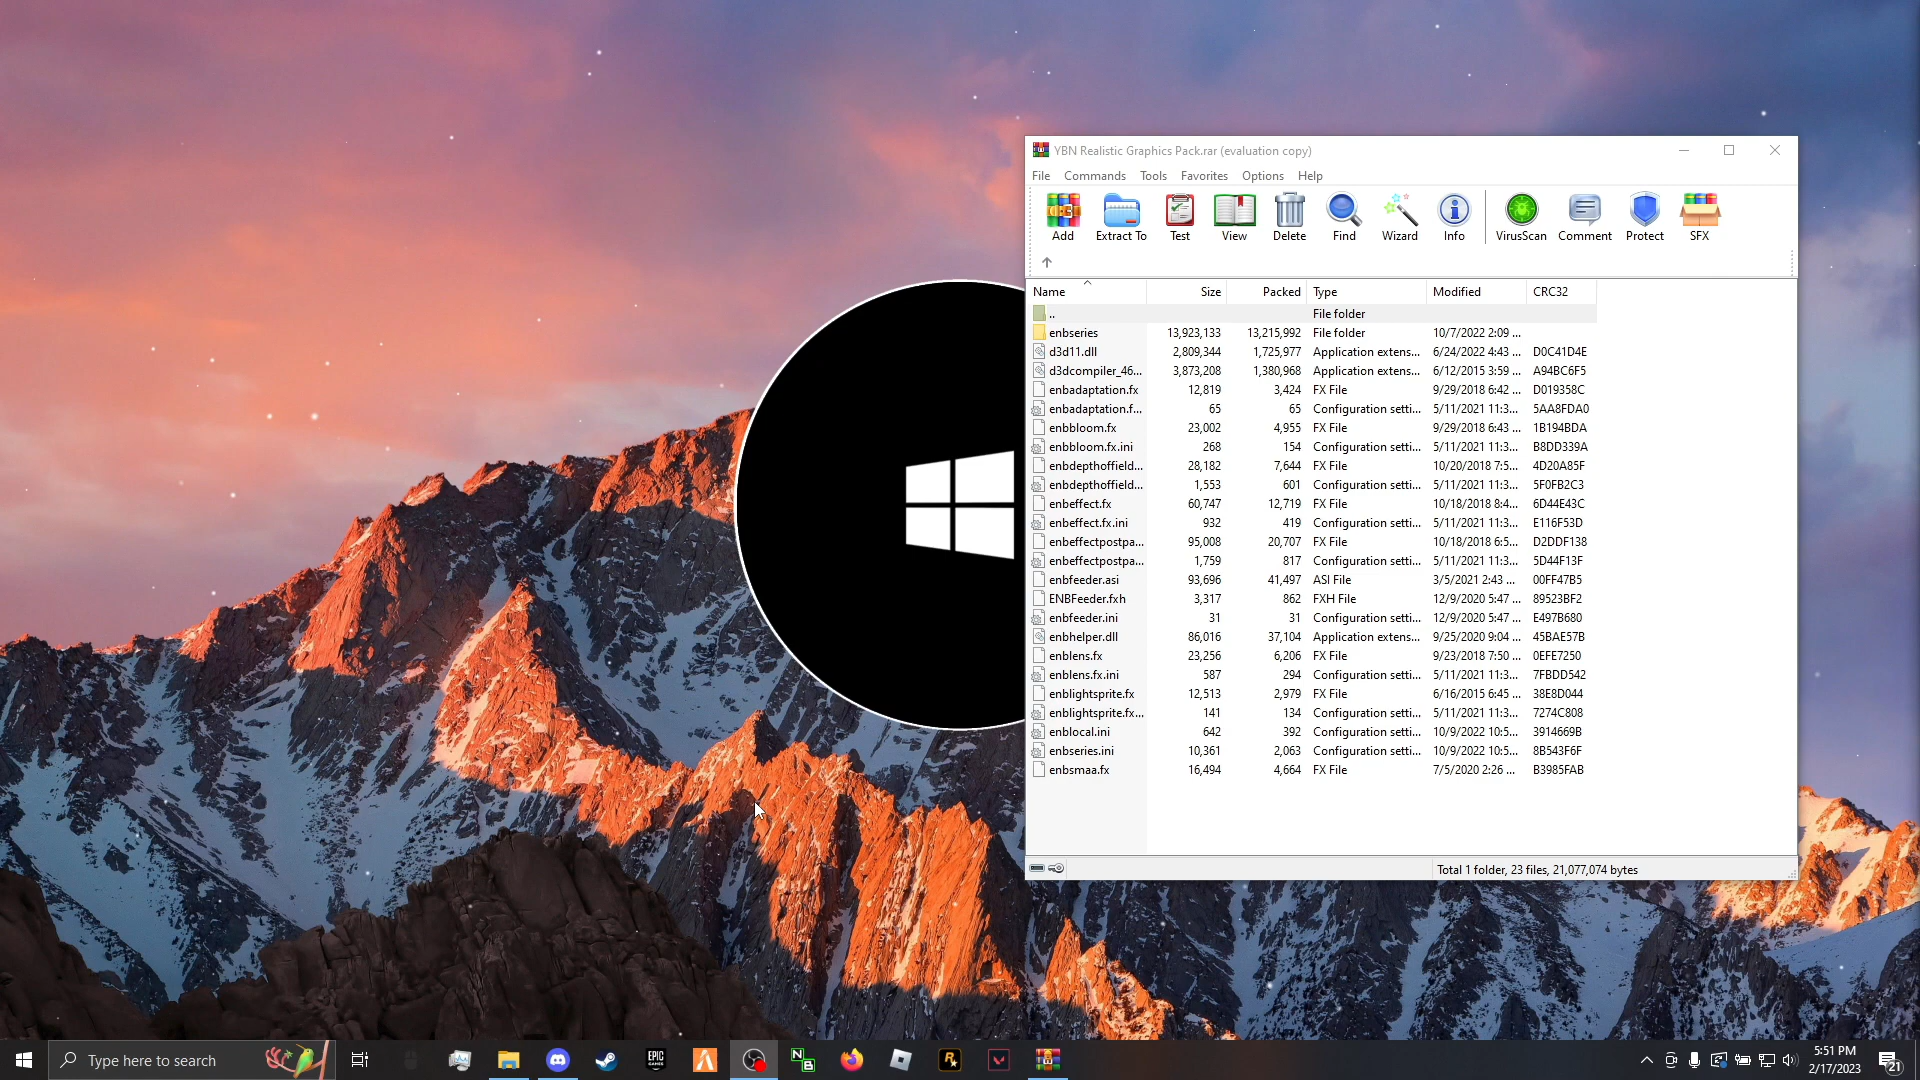 YBN Realistic Graphics Pack.rar (evaluation copy)
File Commands Tools Favorites Options Help
Add Extract To Test View Delete Find Wizard Info VirusScan Comment Protect SFX
Name Size Packed Type Modified CRC32
.. File folder
enbseries 13,923,133 13,215,992 File folder 10/7/2022 2:09 ...
d3d11.dll 2,809,344 1,725,977 Application extens... 6/24/2022 4:43 ... D0C41D4E
d3dcompiler_46... 3,873,208 1,380,968 Application extens... 6/12/2015 3:59 ... A94BC6F5
enbadaptation.fx 12,819 3,424 FX File 9/29/2018 6:42 ... D019358C
enbadaptation.f... 65 65 Configuration setti... 5/11/2021 11:3... 5AA8FDA0
enbbloom.fx 23,002 4,955 FX File 9/29/2018 6:43 ... 1B194BDA
enbbloom.fx.ini 268 154 Configuration setti... 5/11/2021 11:3... B8DD339A
enbdepthoffield... 28,182 7,644 FX File 10/20/2018 7:5... 4D20A85F
enbdepthoffield... 1,553 601 Configuration setti... 5/11/2021 11:3... 5F0FB2C3
enbeffect.fx 60,747 12,719 FX File 10/18/2018 8:4... 6D44E43C
enbeffect.fx.ini 932 419 Configuration setti... 5/11/2021 11:3... E116F53D
enbeffectpostpa... 95,008 20,707 FX File 10/18/2018 6:5... D2DDF138
enbeffectpostpa... 1,759 817 Configuration setti... 5/11/2021 11:3... 5D44F13F
enbfeeder.asi 93,696 41,497 ASI File 3/5/2021 2:43 ... 00FF47B5
ENBFeeder.fxh 3,317 862 FXH File 12/9/2020 5:47 ... 89523BF2
enbfeeder.ini 31 31 Configuration setti... 12/9/2020 5:47 ... E497B680
enbhelper.dll 86,016 37,104 Application extens... 9/25/2020 9:04 ... 45BAE57B
enblens.fx 23,256 6,206 FX File 9/23/2018 7:50 ... 0EFE7250
enblens.fx.ini 587 294 Configuration setti... 5/11/2021 11:3... 7FBDD542
enblightsprite.fx 12,513 2,979 FX File 6/16/2015 6:45 ... 38E8D044
enblightsprite.fx... 141 134 Configuration setti... 5/11/2021 11:3... 7274C808
enblocal.ini 642 392 Configuration setti... 10/9/2022 10:5... 3914669B
enbseries.ini 10,361 2,063 Configuration setti... 10/9/2022 10:5... 8B543F6F
enbsmaa.fx 16,494 4,664 FX File 7/5/2020 2:26 ... B3985FAB
Total 1 folder, 23 files, 21,077,074 bytes
Type here to search
EPIC GAMES
N
B
R
5:51 PM
2/17/2023
21